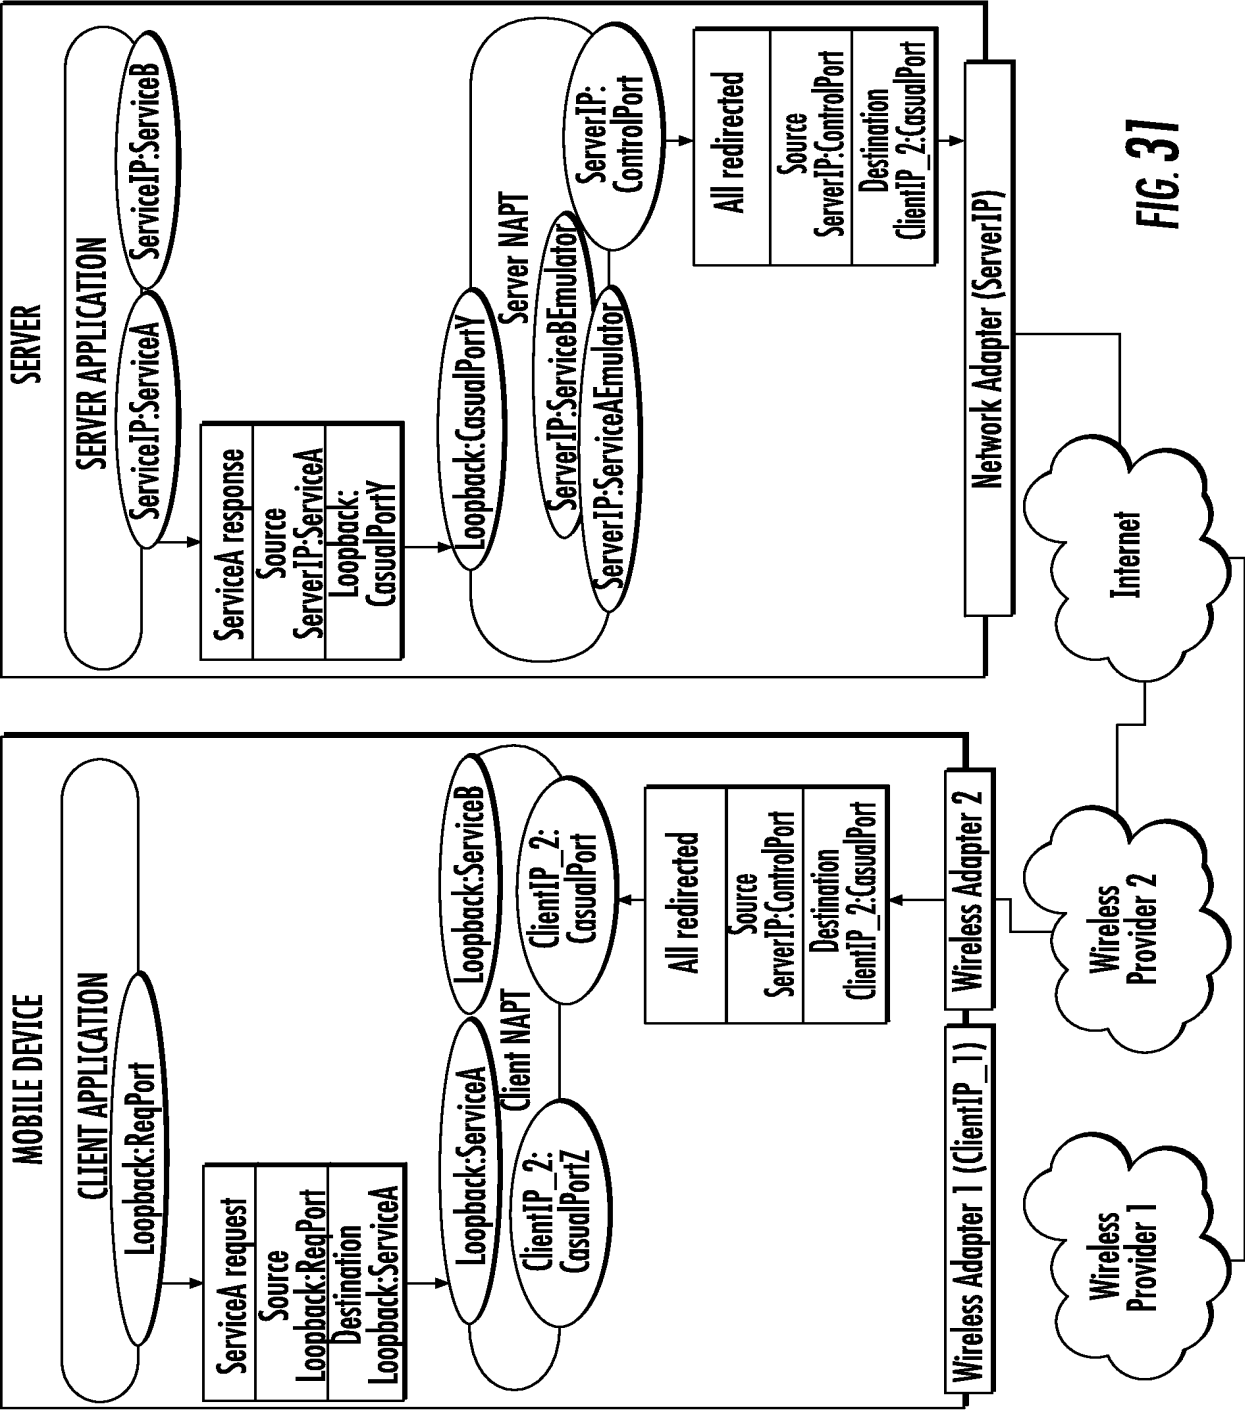 MOBILE DEVICE
CLIENT APPLICATION
Loopback:ReqPort
ServiceA request
Source
Loopback:ReqPort
Destination
Loopback:ServiceA
Loopback:ServiceA
Loopback:ServiceB
Client NAPT
ClientIP_2:
CasualPortZ
ClientIP_2:
CasualPort
All redirected
Source
ServerIP:ControlPort
Destination
ClientIP_2:CasualPort
Wireless Adapter 1 (ClientIP_1)
Wireless Adapter 2
Wireless
Provider 1
Wireless
Provider 2
SERVER
SERVER APPLICATION
ServiceIP:ServiceA
ServiceIP:ServiceB
ServiceA response
Source
ServerIP:ServiceA
Loopback:
CasualPortY
Loopback:CasualPortY
Server NAPT
ServerIP:ServiceBEmulator
ServerIP:ServiceAEmulator
ServerIP:
ControlPort
All redirected
Source
ServerIP:ControlPort
Destination
ClientIP_2:CasualPort
Network Adapter (ServerIP)
Internet
FIG. 31